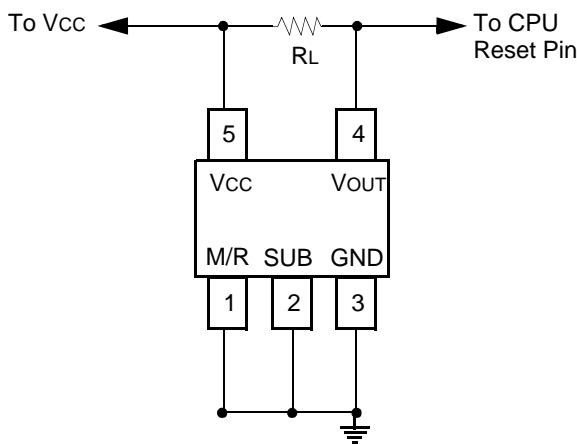 To VCC
RL
To CPU
Reset Pin
5
4
VCC
VOUT
M/R
SUB
GND
1
2
3